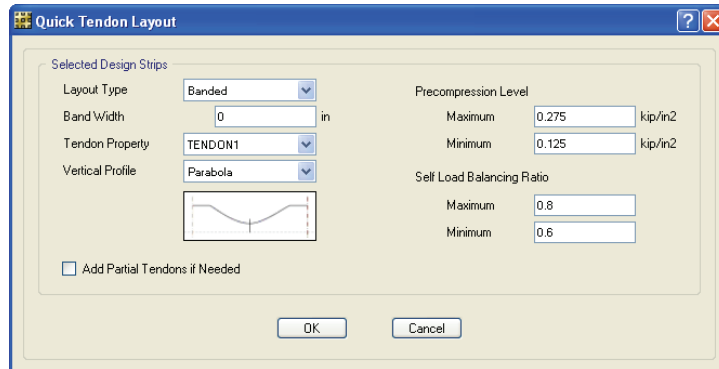 Quick Tendon Layout
Selected Design Strips
Layout Type Banded
Band Width 0 in
Tendon Property TENDON1
Vertical Profile Parabola
Add Partial Tendons if Needed
Precompression Level
Maximum 0.275 kip/in2
Minimum 0.125 kip/in2
Self Load Balancing Ratio
Maximum 0.8
Minimum 0.6
OK Cancel